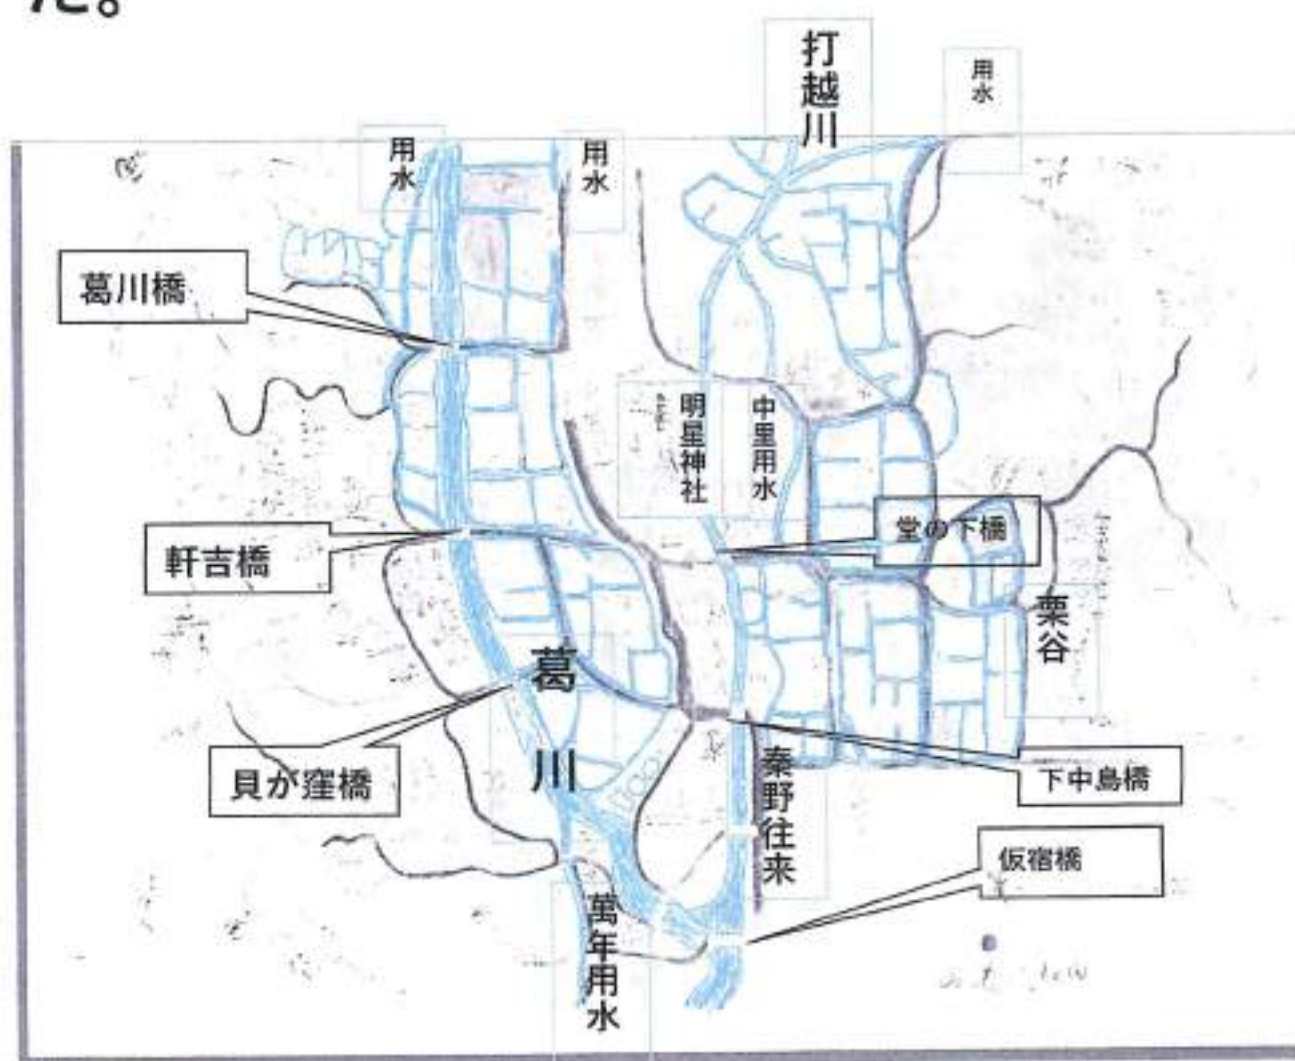 た。
打越川
用水
用水
用水
葛川橋
明星神社
中里用水
堂の下橋
軒吉橋
栗谷
葛川
貝が窪橋
秦野往来
下中島橋
仮宿橋
萬年用水